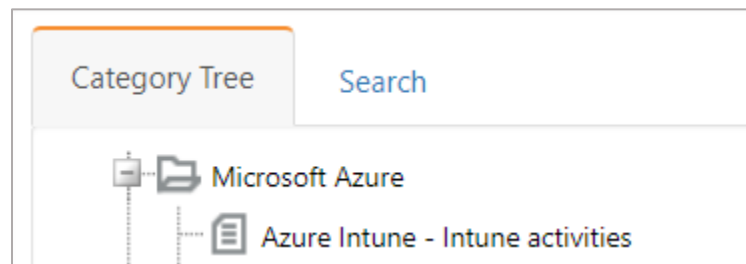 Category Tree
Search
Microsoft Azure
Azure Intune - Intune activities